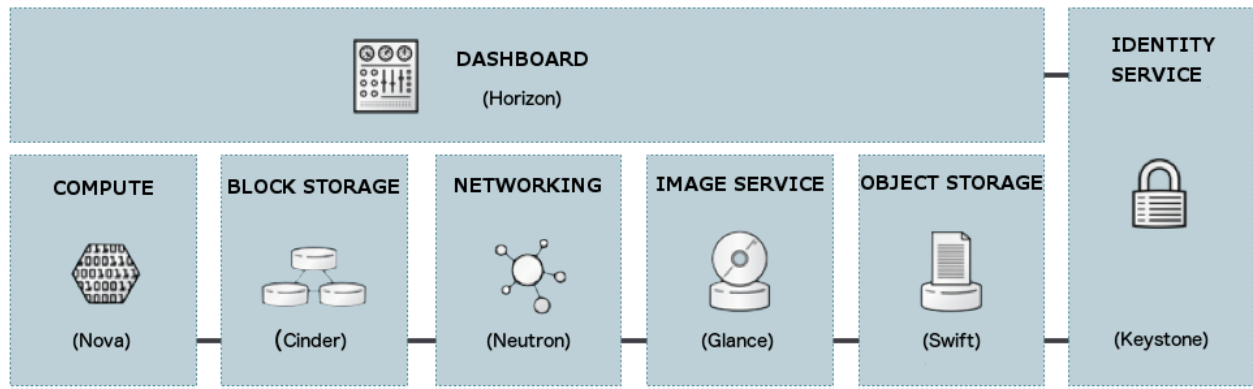 DASHBOARD
(Horizon)
IDENTITY
SERVICE
COMPUTE
BLOCK STORAGE
NETWORKING
IMAGE SERVICE
OBJECT STORAGE
(Nova)
(Cinder)
(Neutron)
(Glance)
(Swift)
(Keystone)